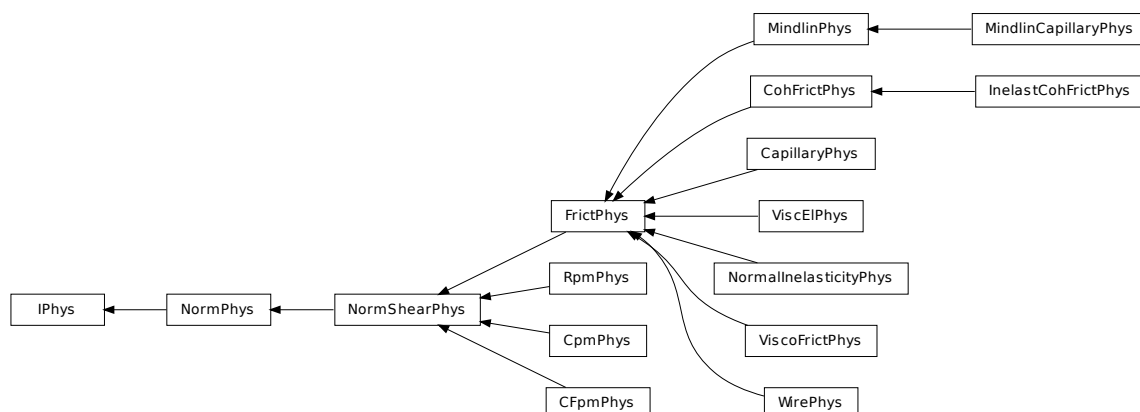 MindlinPhys
MindlinCapillaryPhys
CohFrictPhys
InelastCohFrictPhys
CapillaryPhys
FrictPhys
ViscElPhys
RpmPhys
NormalInelasticityPhys
IPhys
NormPhys
NormShearPhys
CpmPhys
ViscoFrictPhys
CFpmPhys
WirePhys